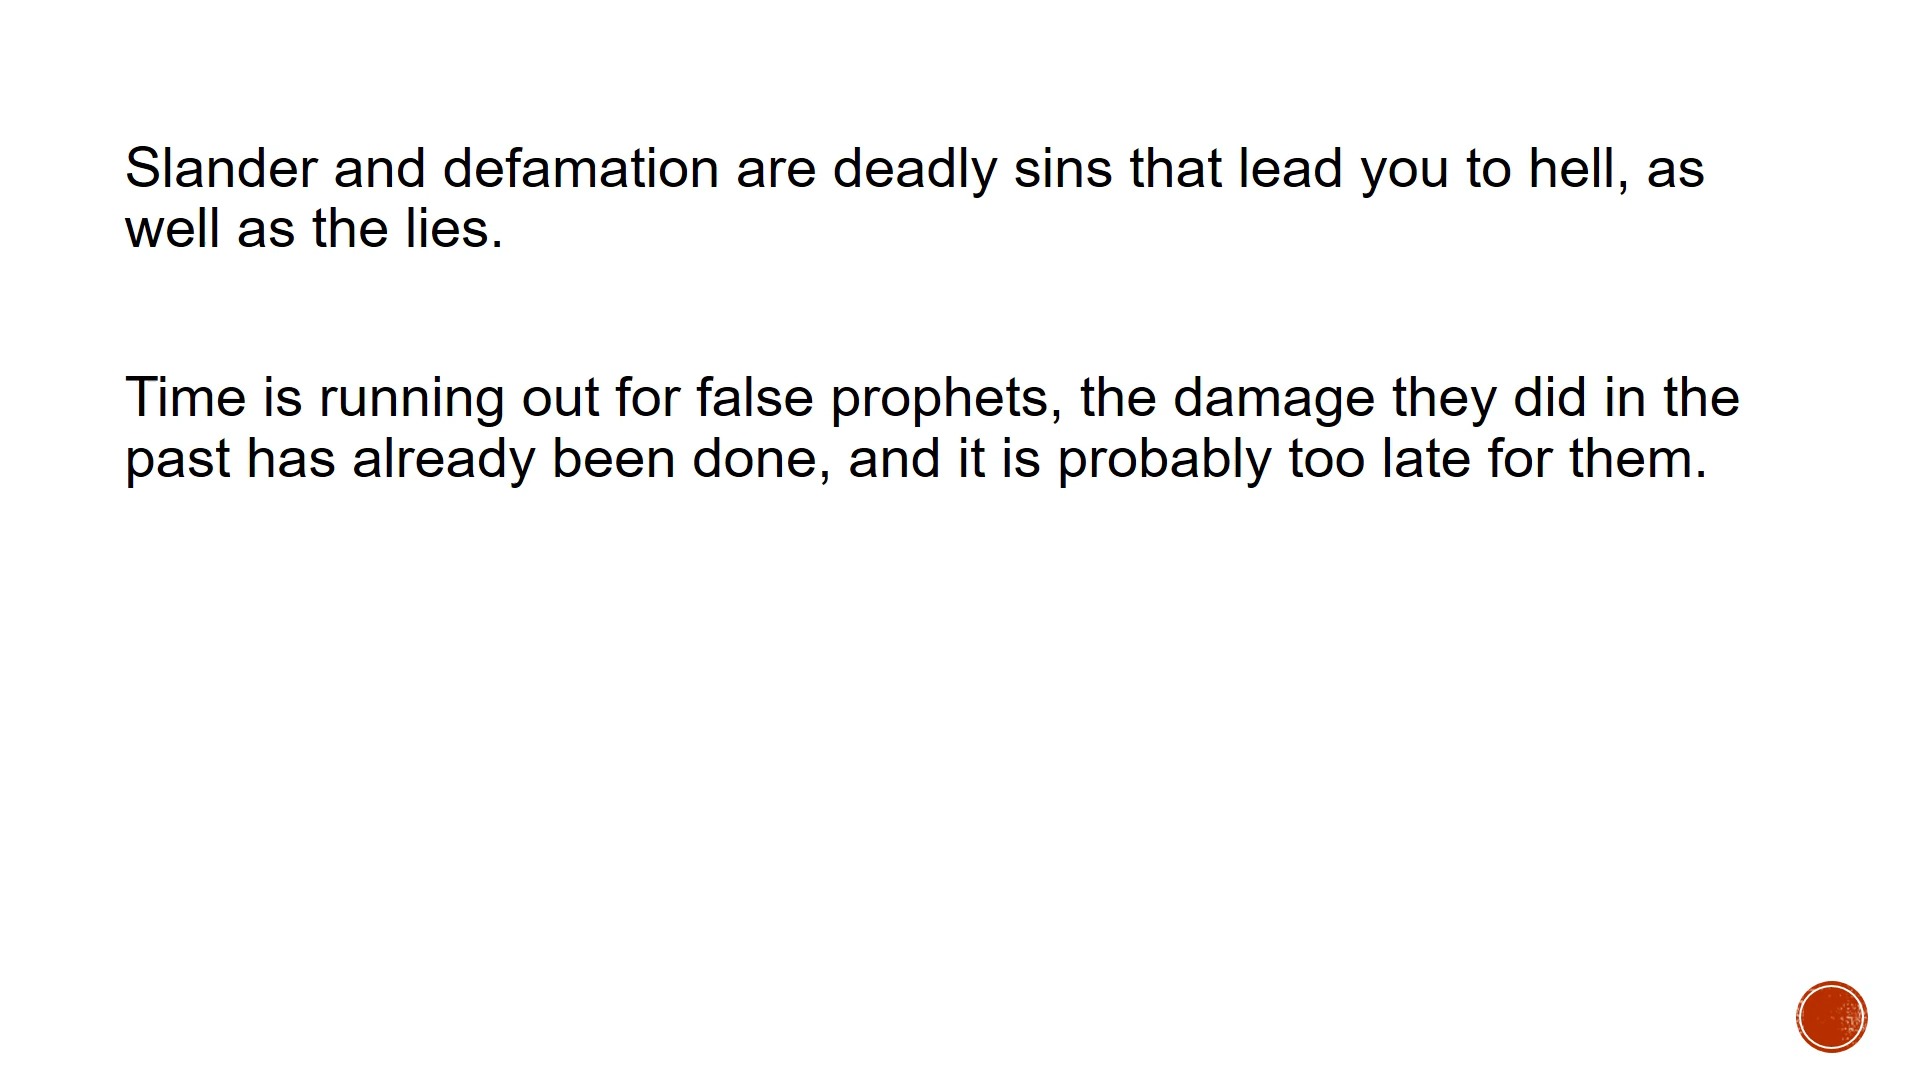 Slander and defamation are deadly sins that lead you to hell, as
well as the lies.
Time is running out for false prophets, the damage they did in the
past has already been done, and it is probably too late for them.